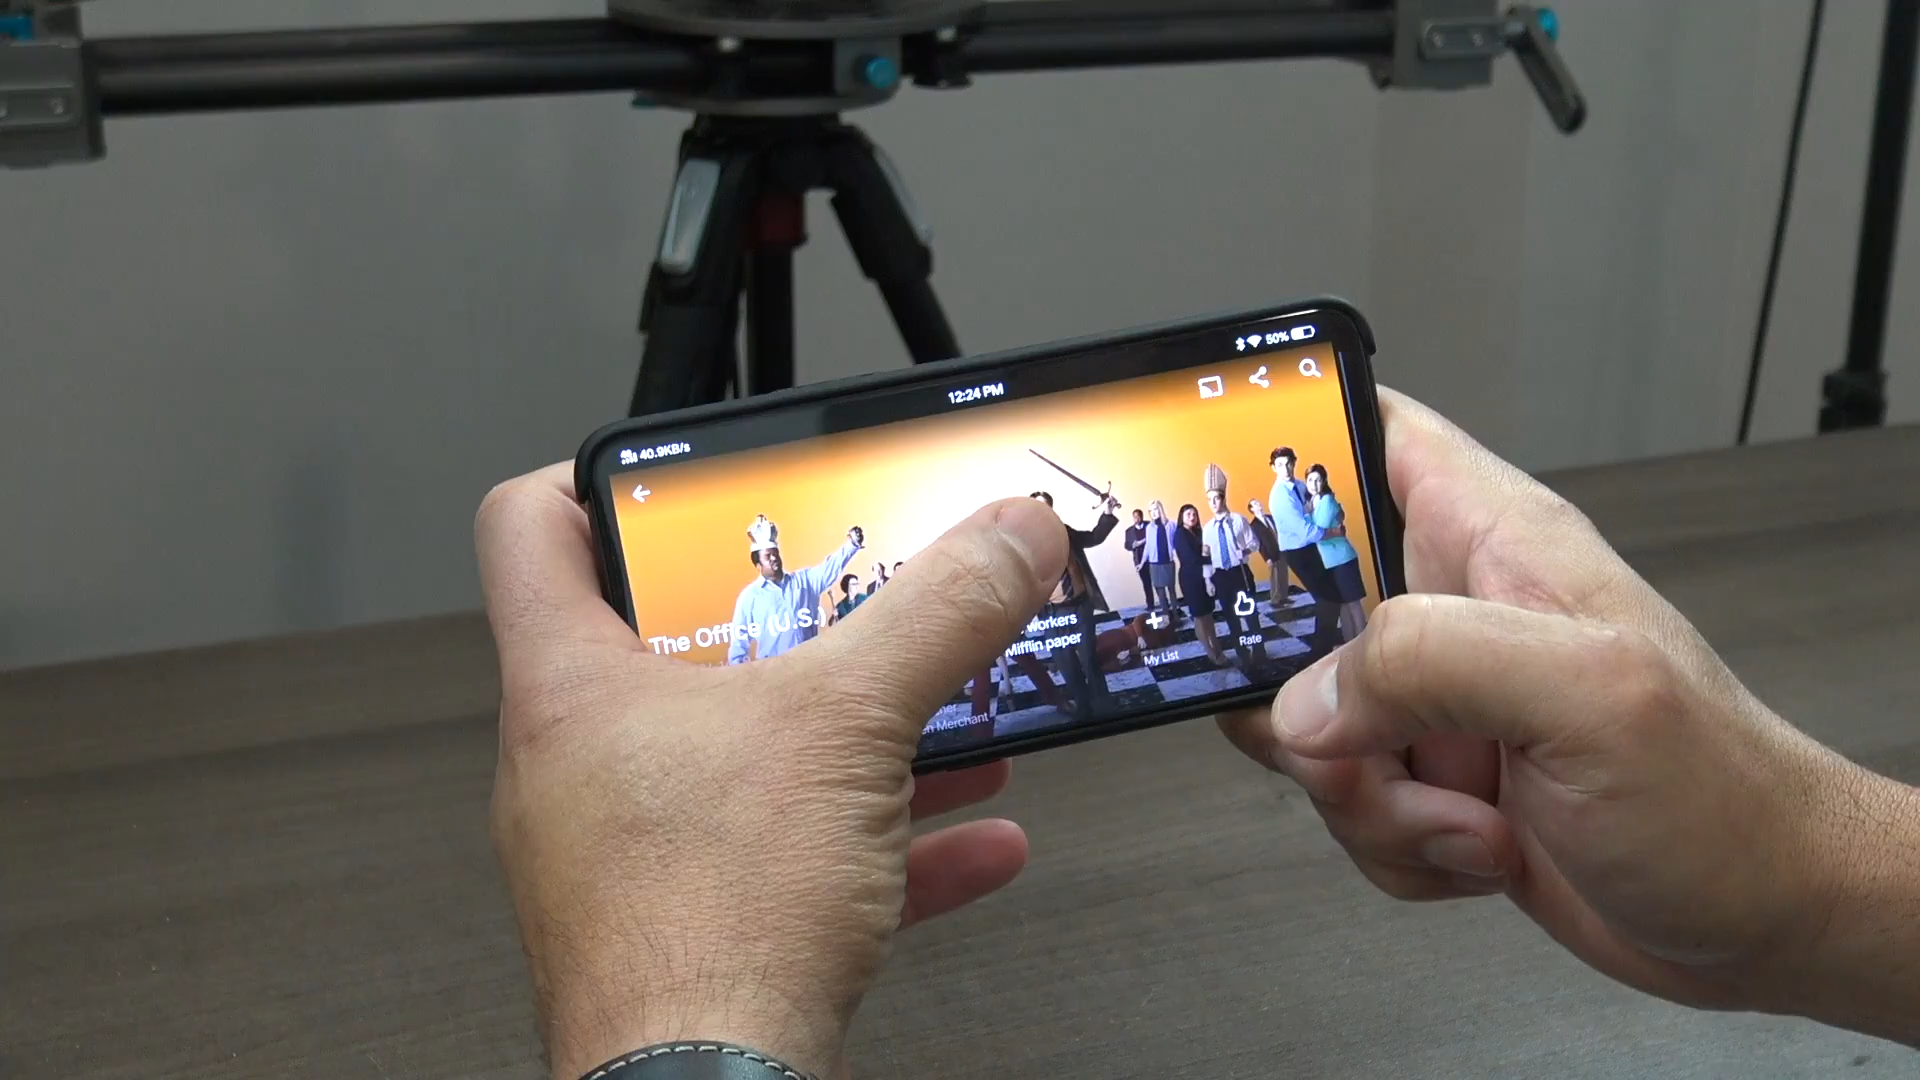 12:24 PM
50%
40.9KB/s
The Office (U.S.)
workers
Mifflin paper
My List
Rate
Merchant